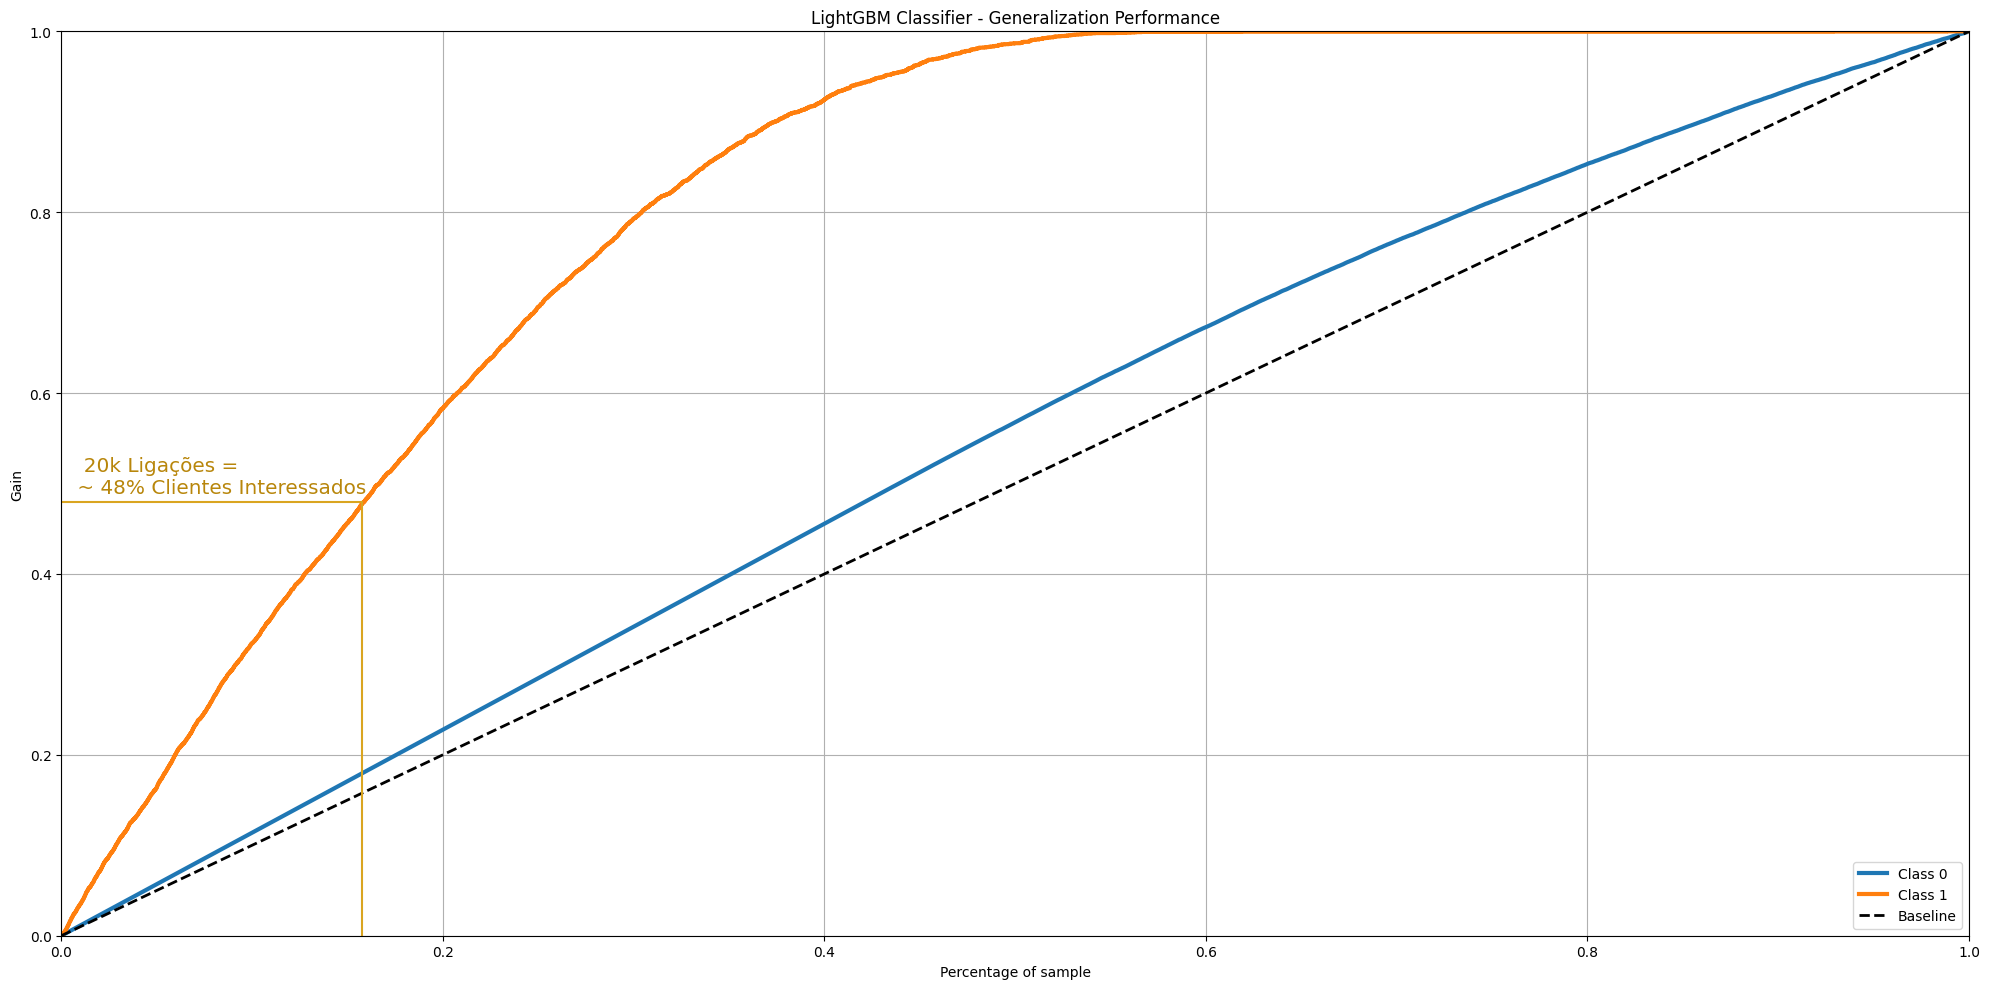 LightGBM Classifier - Generalization Performance
1.0
0.8
0.6
0.4
0.2
0.0
Gain
20k Ligações =
~ 48% Clientes Interessados
Class 0
Class 1
Baseline
0.0
0.2
0.4
0.6
0.8
1.0
Percentage of sample